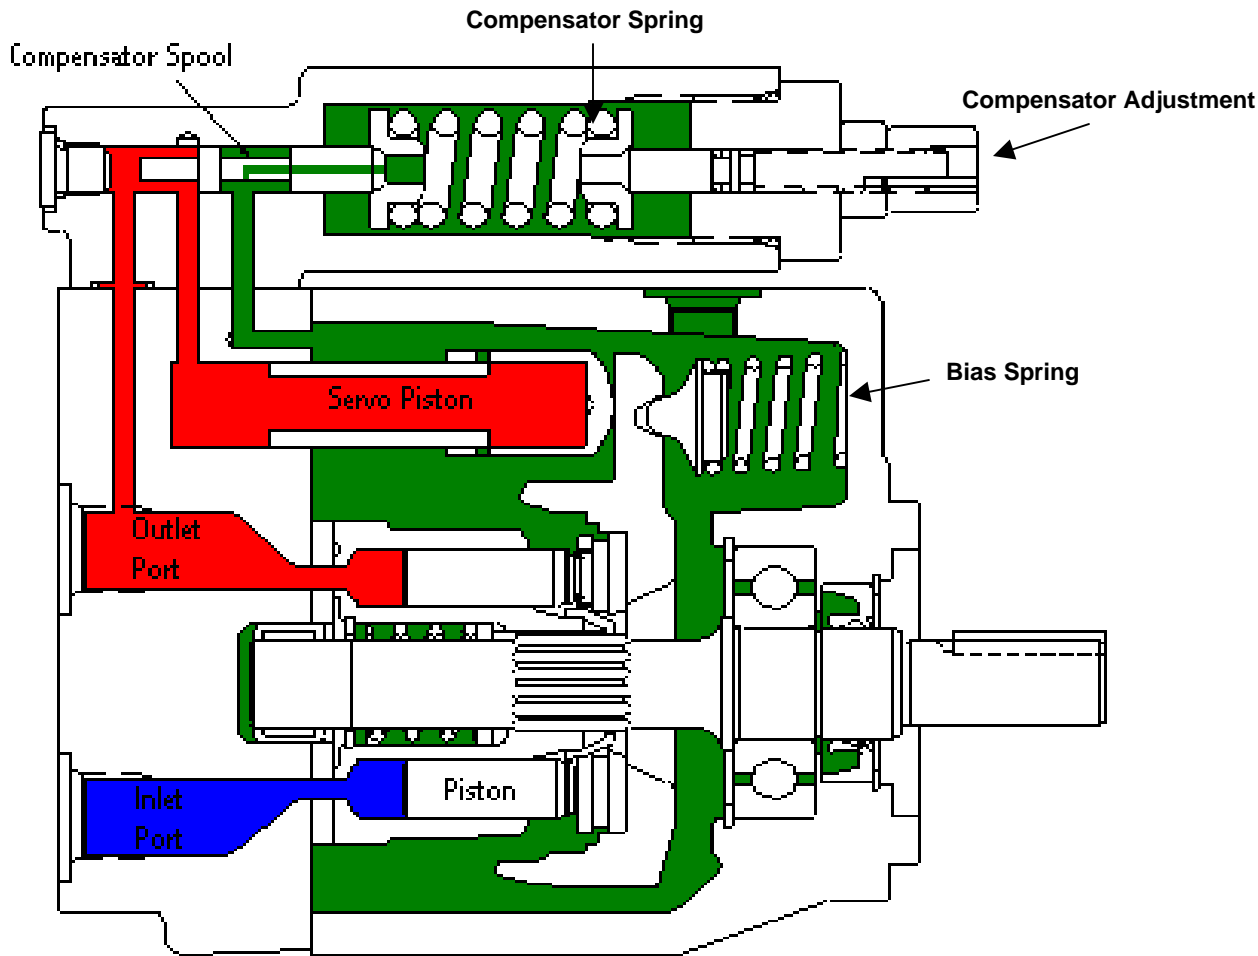 Compensator Spring
Compensator Spool
Compensator Adjustment
Bias Spring
Servo Piston
Outlet
Port
Inlet
Port
Piston